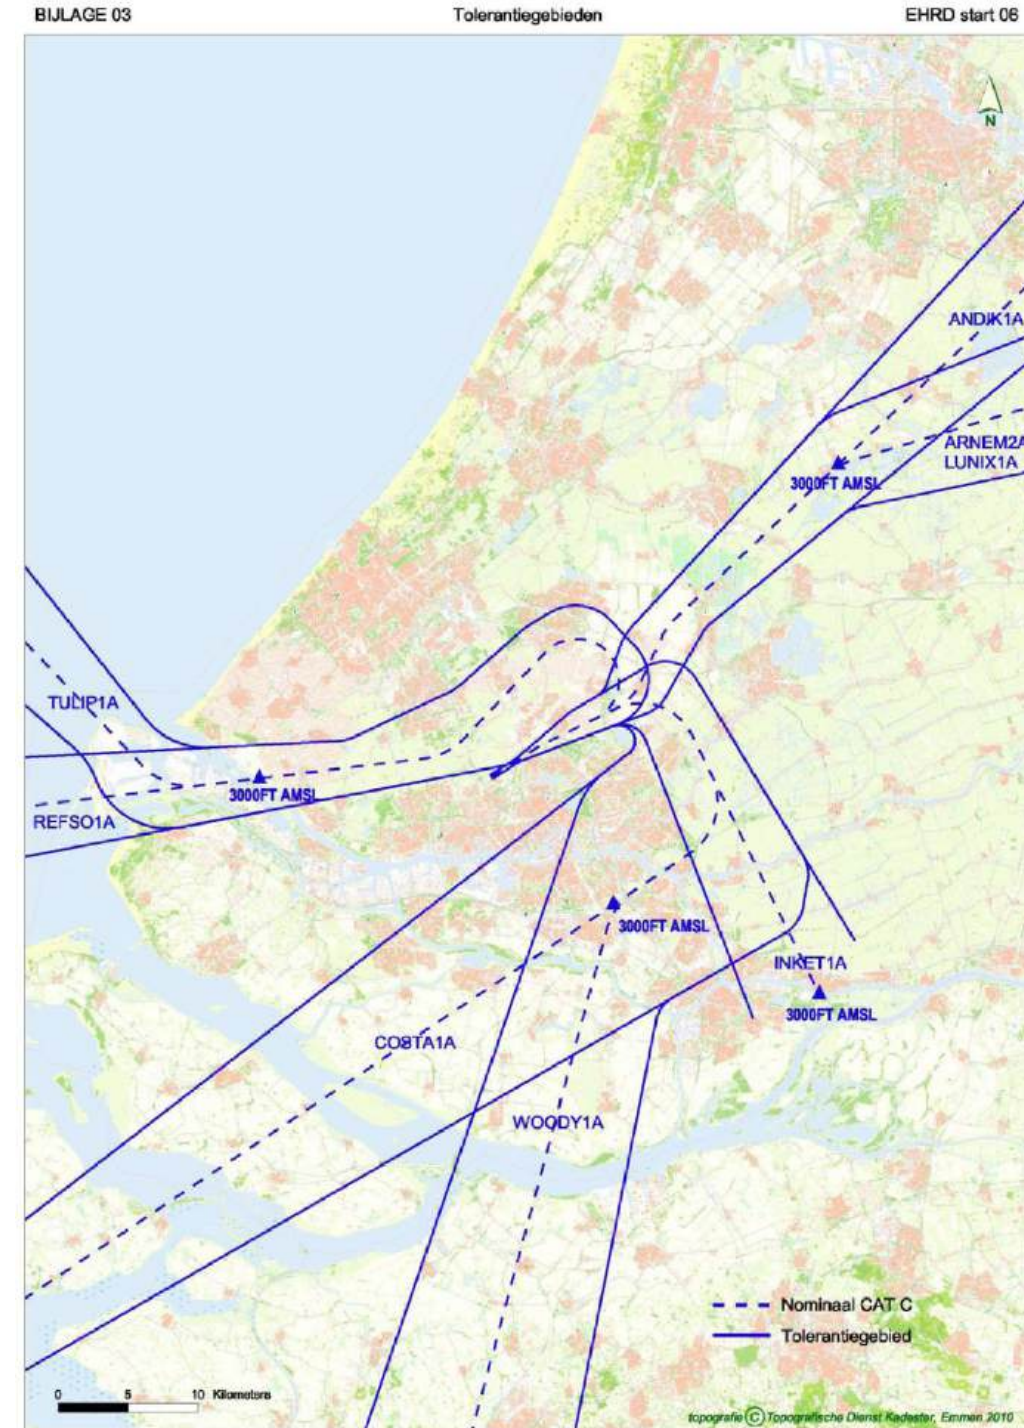 BIJLAGE 03 Tolerantiegebieden EHRD start 06
N
ANDIK1A
ARNEM2A
LUNIX1A
3000FT AMSL
TULIP1A
3000FT AMSL
REFSO1A
3000FT AMSL
INKET1A
3000FT AMSL
COSTA1A
WOODY1A
Nominaal CAT C
Tolerantiegebied
0 5 10 Kilometers
topografie © Topografische Dienst Kadaster, Emmen 2010